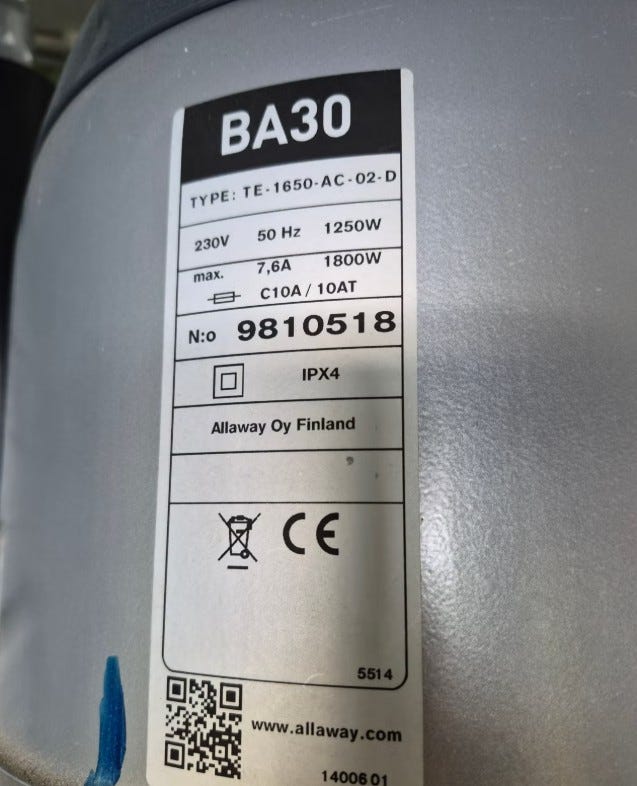 BA30
TYPE: TE-1650-AC-02-D
230V 50 Hz 1250W
max. 7,6A 1800W
C10A / 10AT
N:o 9810518
IPX4
Allaway Oy Finland
CE
5514
www.allaway.com
1400601